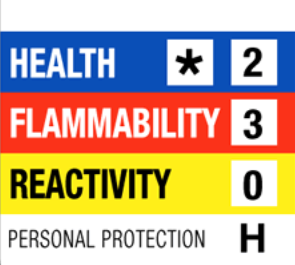 HEALTH * 2
FLAMMABILITY 3
REACTIVITY 0
PERSONAL PROTECTION H